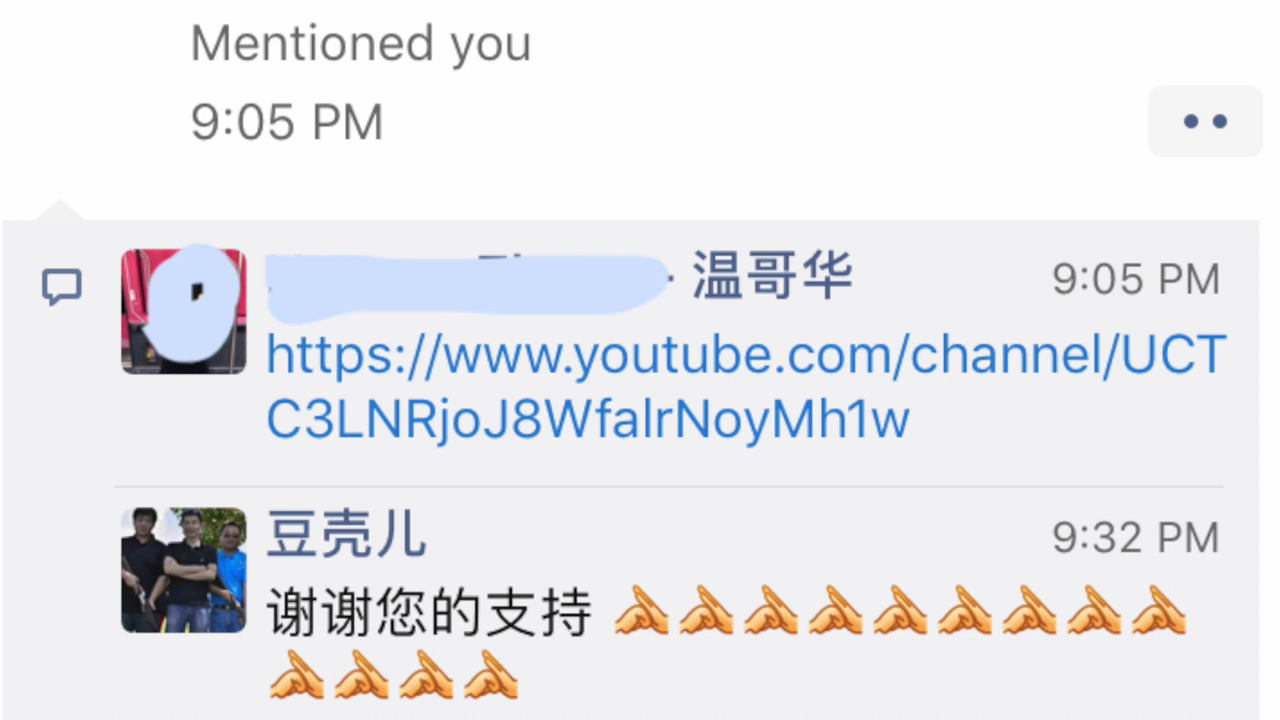 Mentioned you
9:05 PM
温哥华 9:05 PM
https://www.youtube.com/channel/UCT
C3LNRjoJ8WfalrNoyMh1w
豆壳儿 9:32 PM
谢谢您的支持